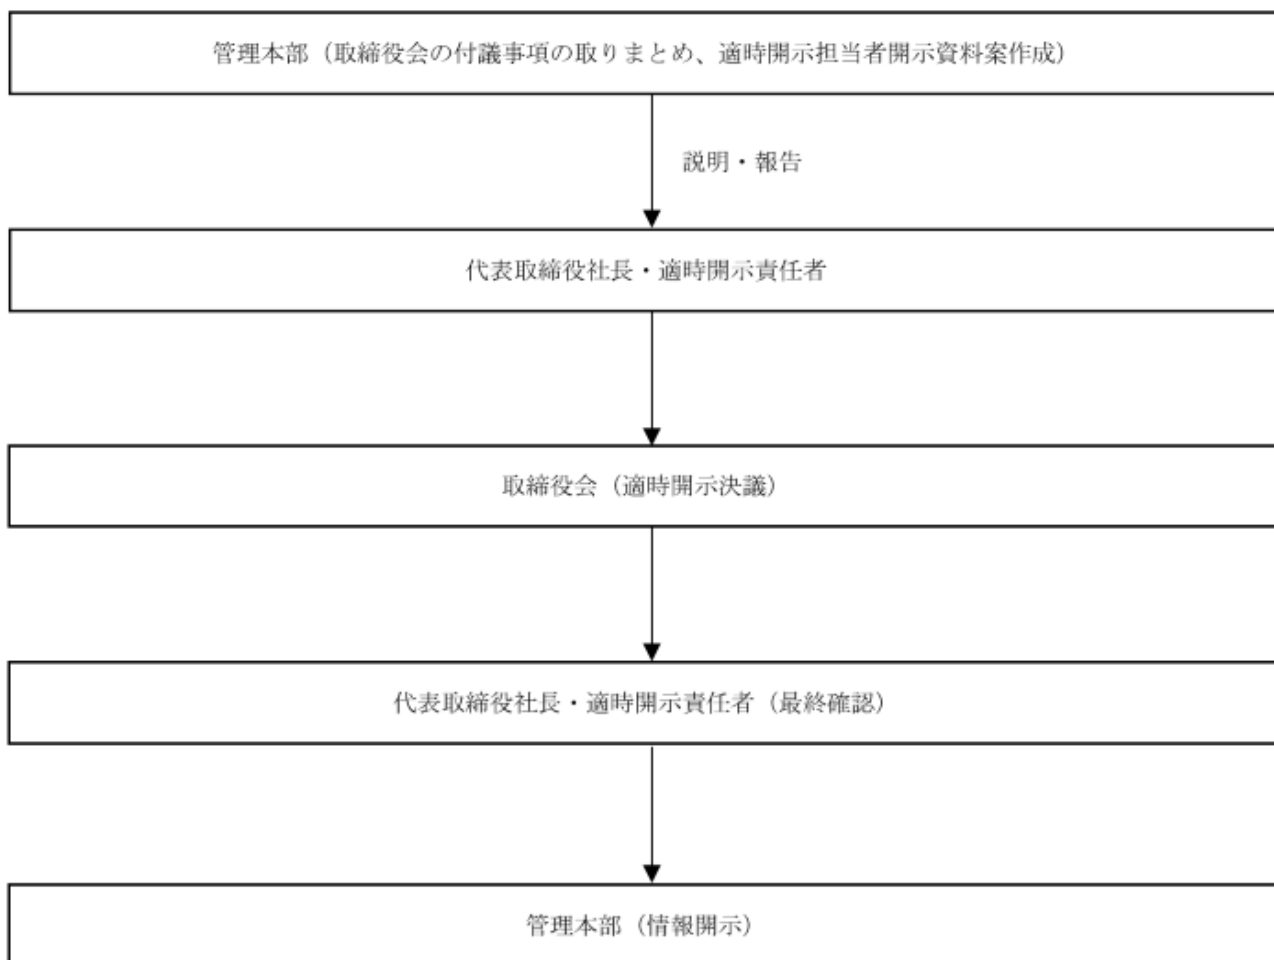 管理本部（取締役会の付議事項の取りまとめ、適時開示担当者開示資料案作成）
説明・報告
代表取締役社長・適時開示責任者
取締役会（適時開示決議）
代表取締役社長・適時開示責任者（最終確認）
管理本部（情報開示）